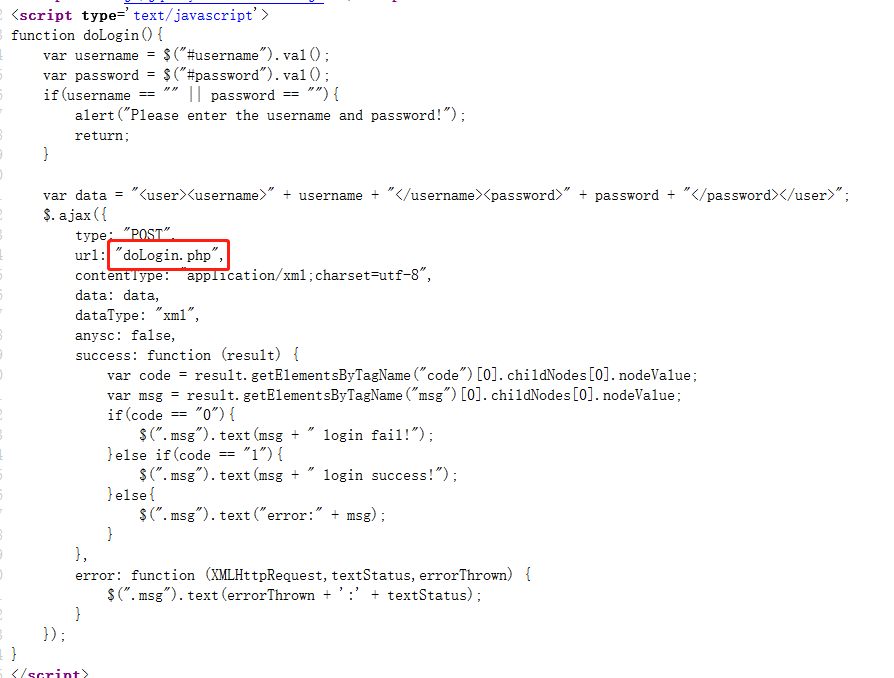 <script type='text/javascript'>
function doLogin(){
    var username = $("#username").val();
    var password = $("#password").val();
    if(username == "" || password == ""){
        alert("Please enter the username and password!");
        return;
    }
    var data = "<user><username>" + username + "</username><password>" + password + "</password></user>";
    $.ajax({
        type: "POST",
        url: "doLogin.php",
        contentType: "application/xml;charset=utf-8",
        data: data,
        dataType: "xml",
        anysc: false,
        success: function (result) {
            var code = result.getElementsByTagName("code")[0].childNodes[0].nodeValue;
            var msg = result.getElementsByTagName("msg")[0].childNodes[0].nodeValue;
            if(code == "0"){
                $(".msg").text(msg + " login fail!");
            }else if(code == "1"){
                $(".msg").text(msg + " login success!");
            }else{
                $(".msg").text("error:" + msg);
            }
        },
        error: function (XMLHttpRequest,textStatus,errorThrown) {
            $(".msg").text(errorThrown + ':' + textStatus);
        }
    });
}
</script>